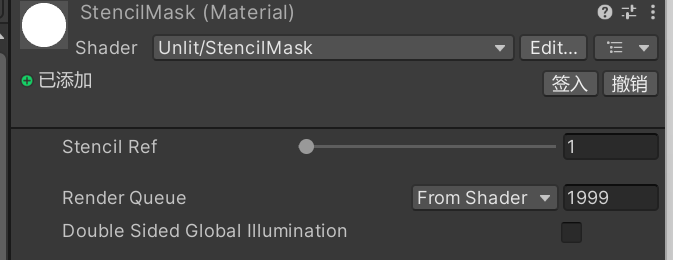 StencilMask (Material)
Shader Unlit/StencilMask Edit...
已添加 签入 撤销
Stencil Ref 1
Render Queue From Shader 1999
Double Sided Global Illumination